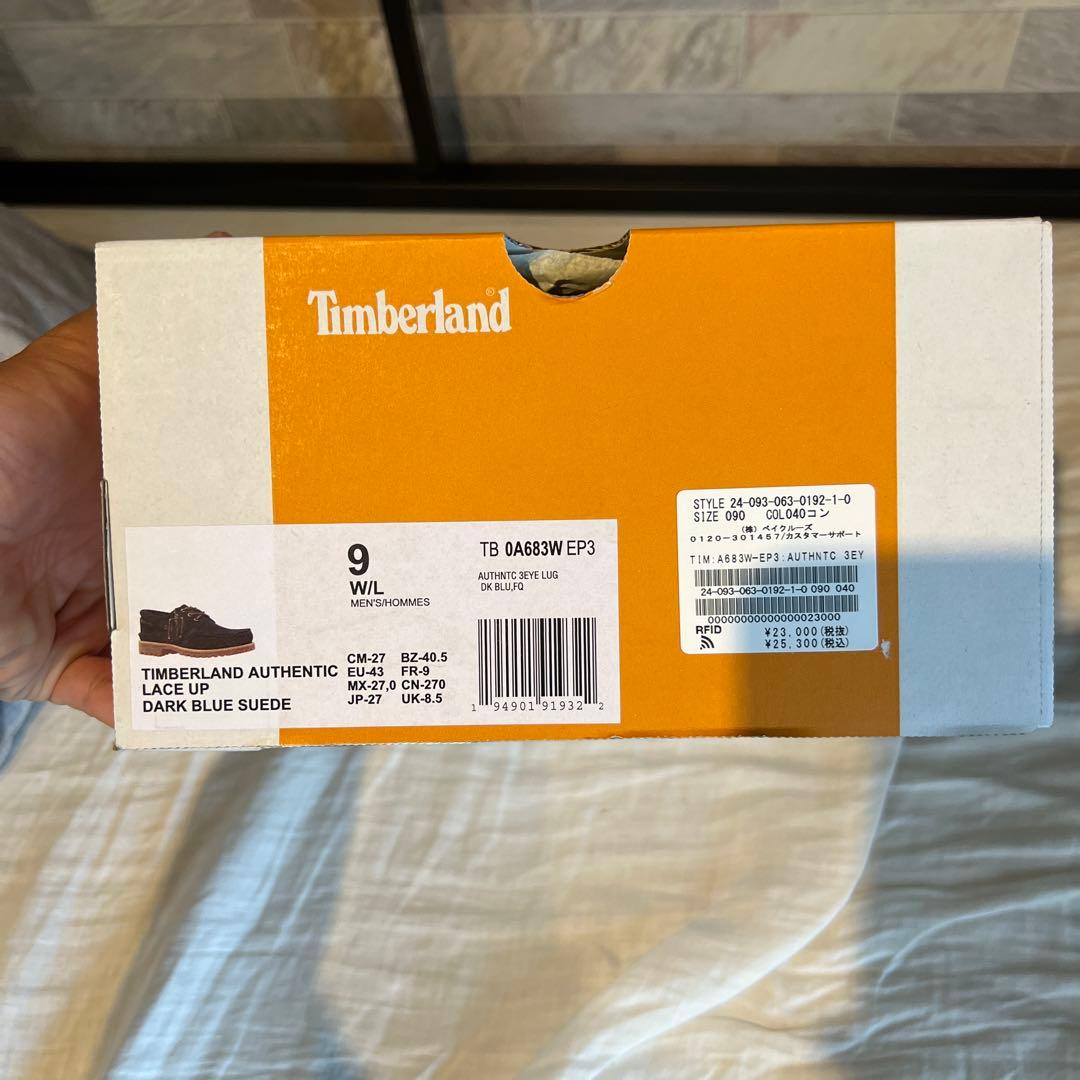 Timberland®
9
W/L
MEN'S/HOMMES
TB 0A683W EP3
AUTHNTC 3EYE LUG
DK BLU,FQ
TIMBERLAND AUTHENTIC
LACE UP
DARK BLUE SUEDE
CM-27 BZ-40.5
EU-43 FR-9
MX-27,0 CN-270
JP-27 UK-8.5
1 94901 91932 2
STYLE 24-093-063-0192-1-0
SIZE 090 COL040コン
(株) ベイクルーズ
0120-301457/カスタマーサポート
TIM:A683W-EP3:AUTHNTC 3EY
24-093-063-0192-1-0 090 040
00000000000000023000
RFID
¥23,000(税抜)
¥25,300(税込)